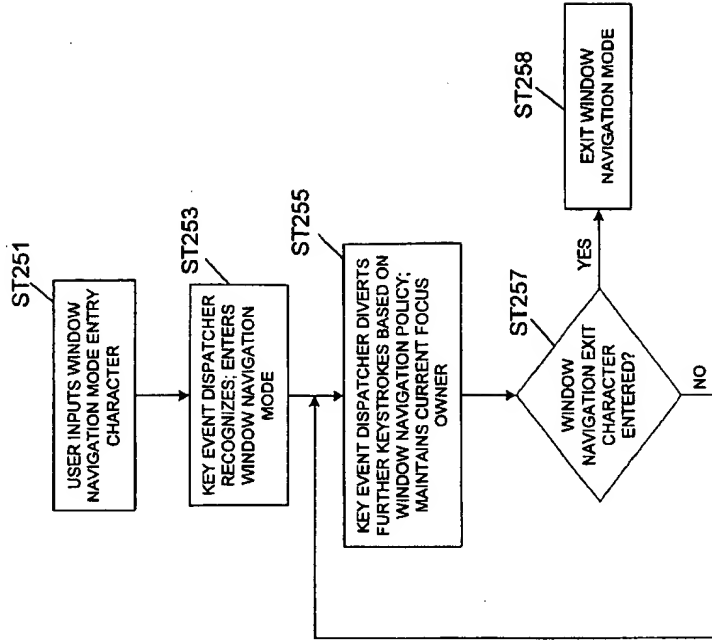 ST251
USER INPUTS WINDOW
NAVIGATION MODE ENTRY
CHARACTER
ST253
KEY EVENT DISPATCHER
RECOGNIZES; ENTERS
WINDOW NAVIGATION
MODE
ST255
KEY EVENT DISPATCHER DIVERTS
FURTHER KEYSTROKES BASED ON
WINDOW NAVIGATION POLICY;
MAINTAINS CURRENT FOCUS
OWNER
ST257
WINDOW
NAVIGATION EXIT
CHARACTER
ENTERED?
YES
NO
ST258
EXIT WINDOW
NAVIGATION MODE